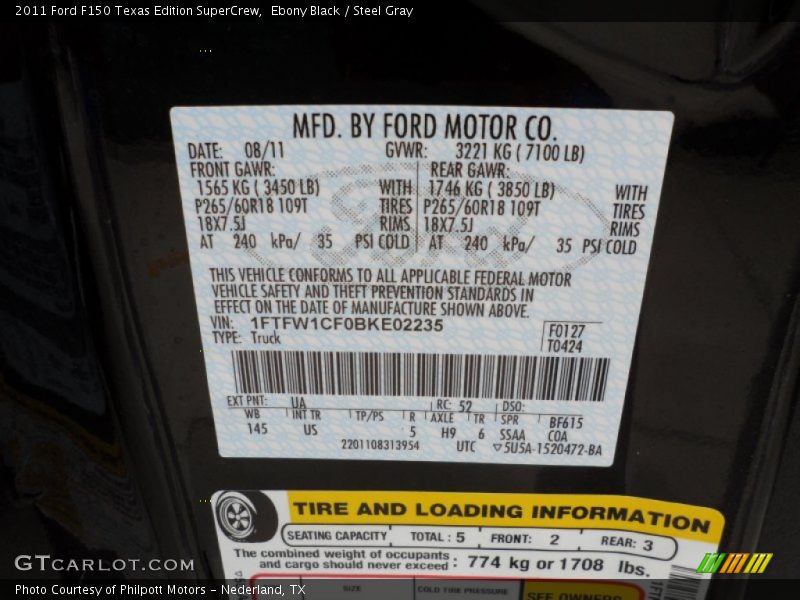 2011 Ford F150 Texas Edition SuperCrew,  Ebony Black / Steel Gray
MFD. BY FORD MOTOR CO.
DATE: 08/11 GVWR: 3221 KG ( 7100 LB)
FRONT GAWR: REAR GAWR:
1565 KG ( 3450 LB) WITH 1746 KG ( 3850 LB) WITH
P265/60R18 109T TIRES P265/60R18 109T TIRES
18X7.5J RIMS 18X7.5J RIMS
AT 240 kPa/ 35 PSI COLD AT 240 kPa/ 35 PSI COLD
Ford
THIS VEHICLE CONFORMS TO ALL APPLICABLE FEDERAL MOTOR
VEHICLE SAFETY AND THEFT PREVENTION STANDARDS IN
EFFECT ON THE DATE OF MANUFACTURE SHOWN ABOVE.
VIN: 1FTFW1CF0BKE02235 F0127
TYPE: Truck T0424
EXT PNT: UA RC: 52 DSO:
WB INT TR TP/PS R AXLE TR SPR BF615
145 US 5 H9 6 SSAA COA
2201108313954 UTC ▽5U5A-1520472-BA
TIRE AND LOADING INFORMATION
SEATING CAPACITY TOTAL : 5 FRONT: 2 REAR: 3
The combined weight of occupants
and cargo should never exceed : 774 kg or 1708 lbs.
SIZE COLD TIRE PRESSURE SEE OWNERS
GTCARLOT.COM
Photo Courtesy of Philpott Motors - Nederland, TX